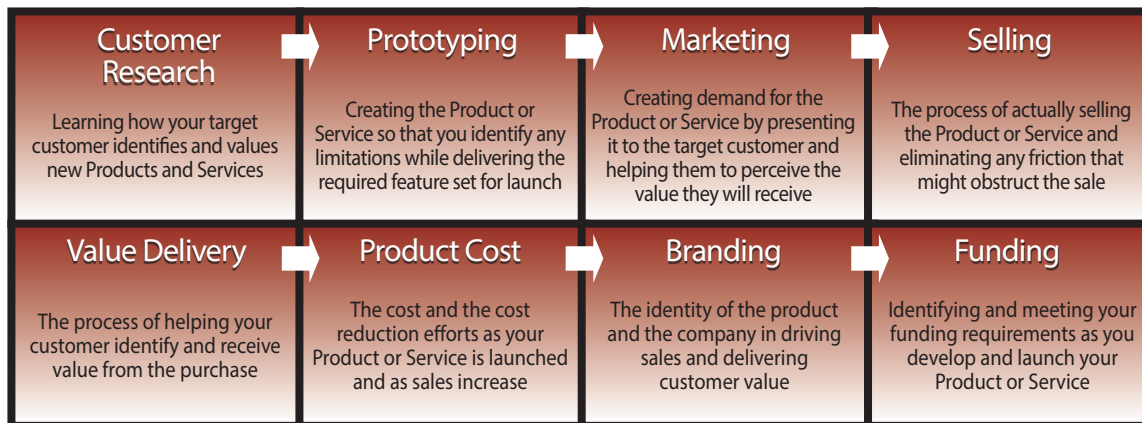 Customer
Research
Learning how your target
customer identifies and values
new Products and Services
Prototyping
Creating the Product or
Service so that you identify any
limitations while delivering the
required feature set for launch
Marketing
Creating demand for the
Product or Service by presenting
it to the target customer and
helping them to perceive the
value they will receive
Selling
The process of actually selling
the Product or Service and
eliminating any friction that
might obstruct the sale
Value Delivery
The process of helping your
customer identify and receive
value from the purchase
Product Cost
The cost and the cost
reduction efforts as your
Product or Service is launched
and as sales increase
Branding
The identity of the product
and the company in driving
sales and delivering
customer value
Funding
Identifying and meeting your
funding requirements as you
develop and launch your
Product or Service